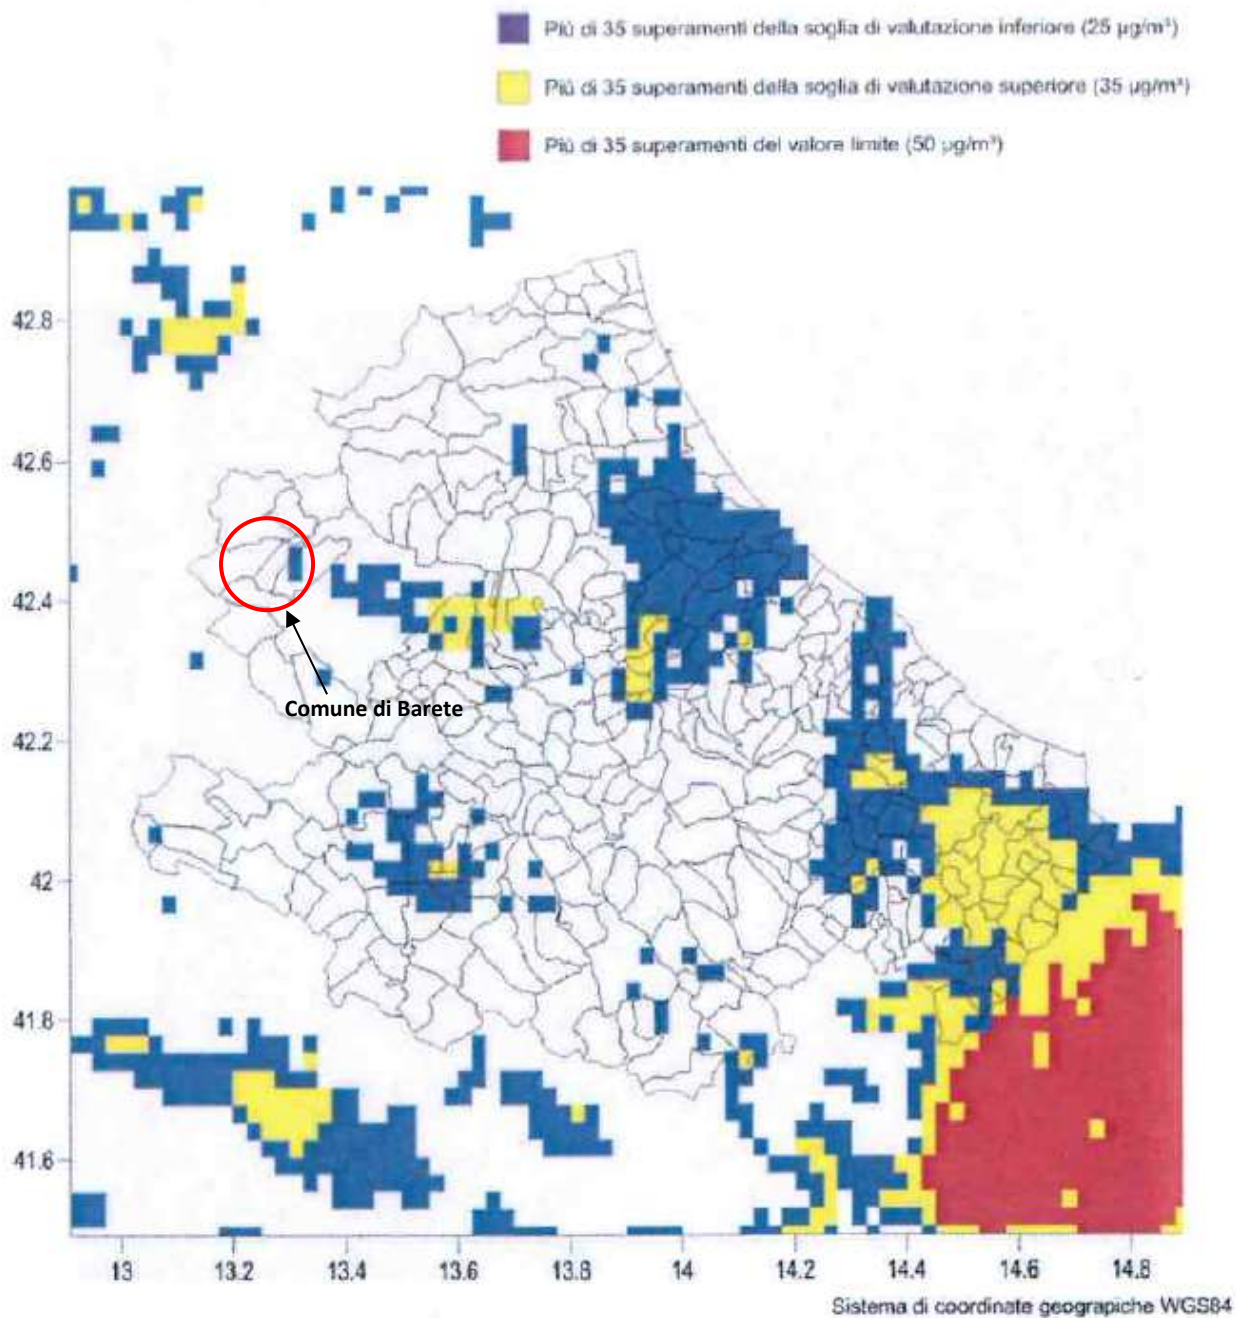 Più di 35 superamenti della soglia di valutazione inferiore (25 µg/m³)
Più di 35 superamenti della soglia di valutazione superiore (35 µg/m³)
Più di 35 superamenti del valore limite (50 µg/m³)
42.8
42.6
42.4
Comune di Barete
42.2
42
41.8
41.6
13 13.2 13.4 13.6 13.8 14 14.2 14.4 14.6 14.8
Sistema di coordinate geograpiche WGS84